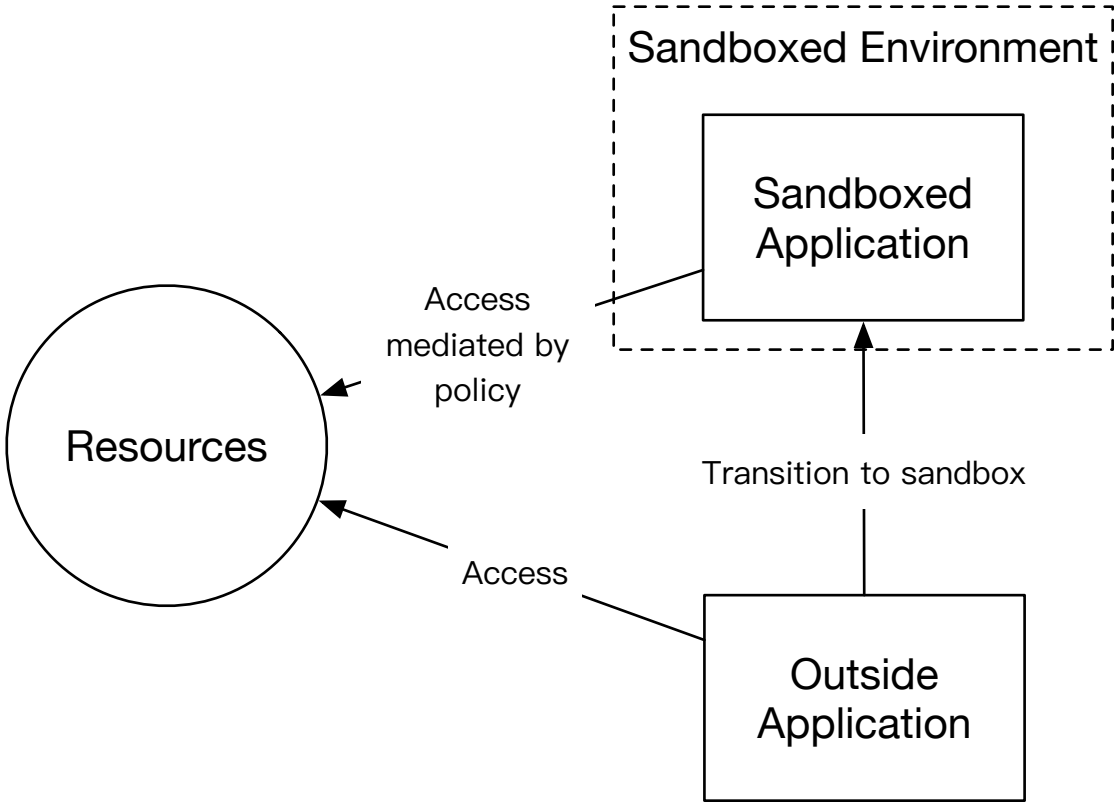 Sandboxed Environment
Sandboxed
Application
Access
mediated by
policy
Resources
Transition to sandbox
Access
Outside
Application